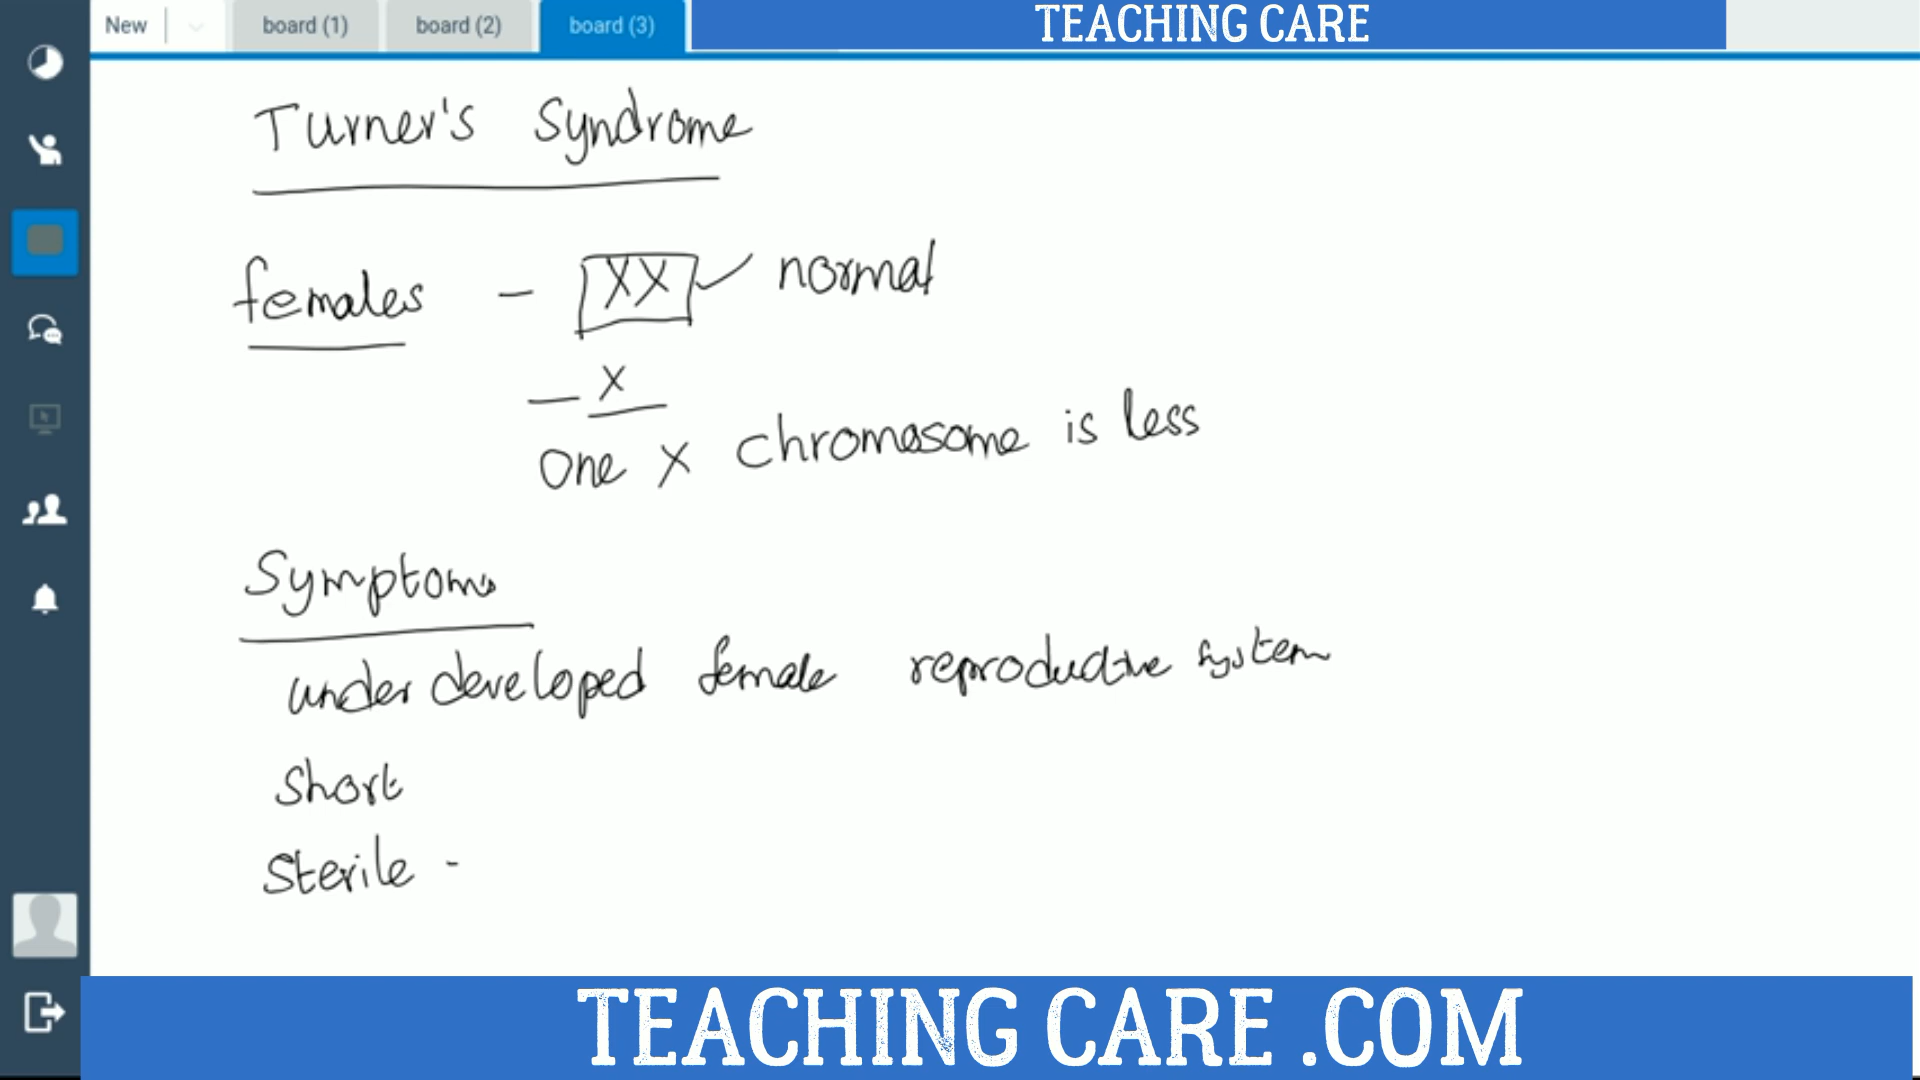 New
board (1)
board (2)
board (3)
TEACHING CARE
Turner's Syndrome
females - XX ✓ normal
— X
One X chromosome is less
Symptoms
underdeveloped female reproductive system
Short
Sterile -
TEACHING CARE .COM